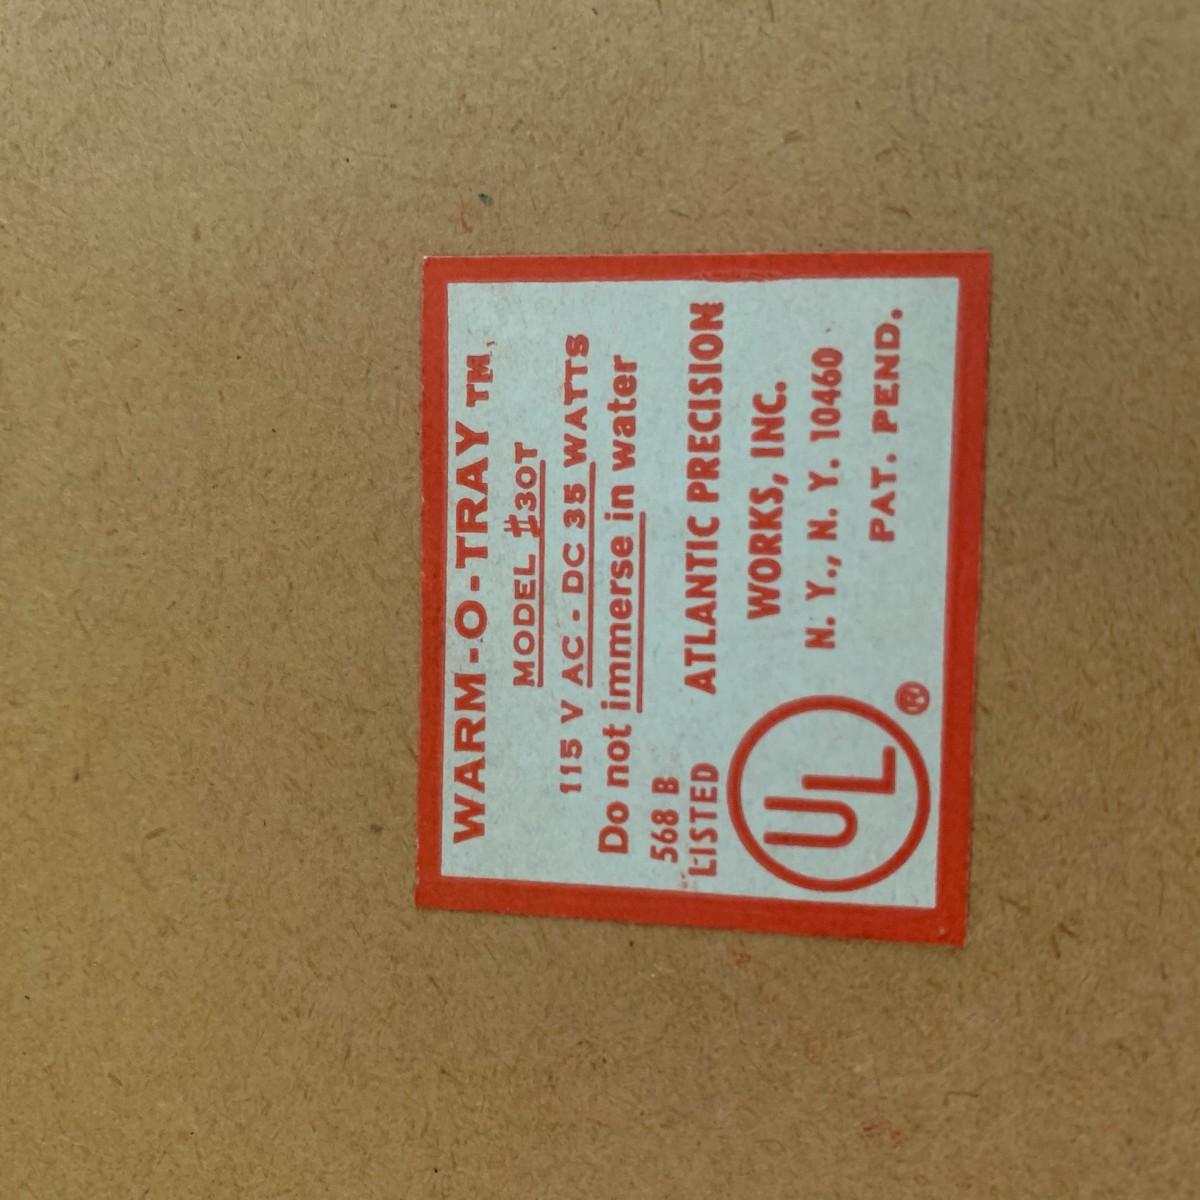 WARM-O-TRAY TM.
MODEL #30T
115 V AC - DC 35 WATTS
Do not immerse in water
568 B
LISTED
UL
®
ATLANTIC PRECISION
WORKS, INC.
N. Y., N. Y. 10460
PAT. PEND.